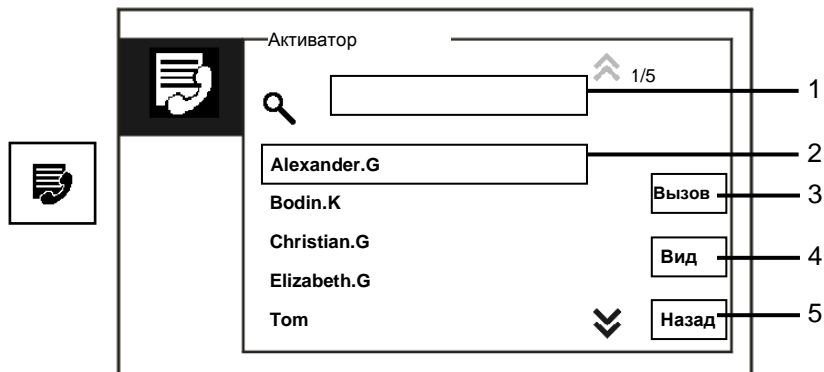 Активатор
1/5
1
2
Alexander.G
Вызов
3
Bodin.K
Christian.G
Вид
4
Elizabeth.G
Tom
Назад
5